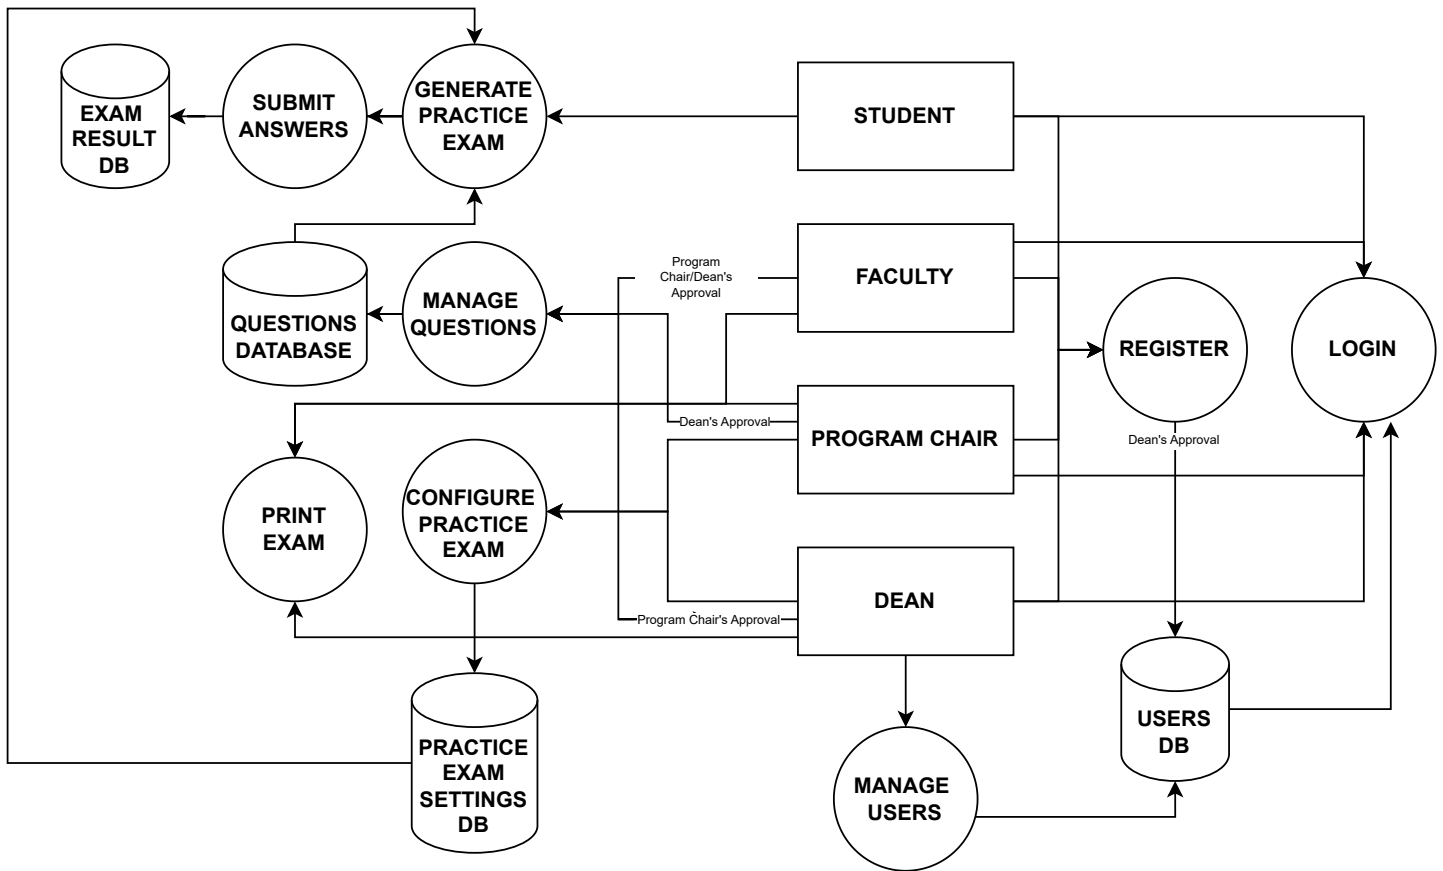 EXAM
RESULT
DB
SUBMIT
ANSWERS
GENERATE
PRACTICE
EXAM
STUDENT
QUESTIONS
DATABASE
MANAGE
QUESTIONS
Program
Chair/Dean's
Approval
FACULTY
REGISTER
LOGIN
Dean's Approval
PROGRAM CHAIR
Dean's Approval
PRINT
EXAM
CONFIGURE
PRACTICE
EXAM
Program Chair's Approval
DEAN
PRACTICE
EXAM
SETTINGS
DB
MANAGE
USERS
USERS
DB